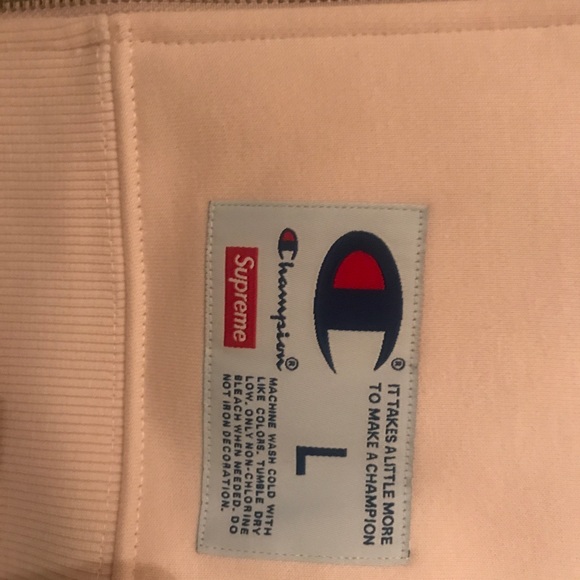 IT TAKES A LITTLE MORE
TO MAKE A CHAMPION
®
L
Champion®
Supreme
MACHINE WASH COLD WITH
LIKE COLORS. TUMBLE DRY
LOW. ONLY NON-CHLORINE
BLEACH WHEN NEEDED. DO
NOT IRON DECORATION.